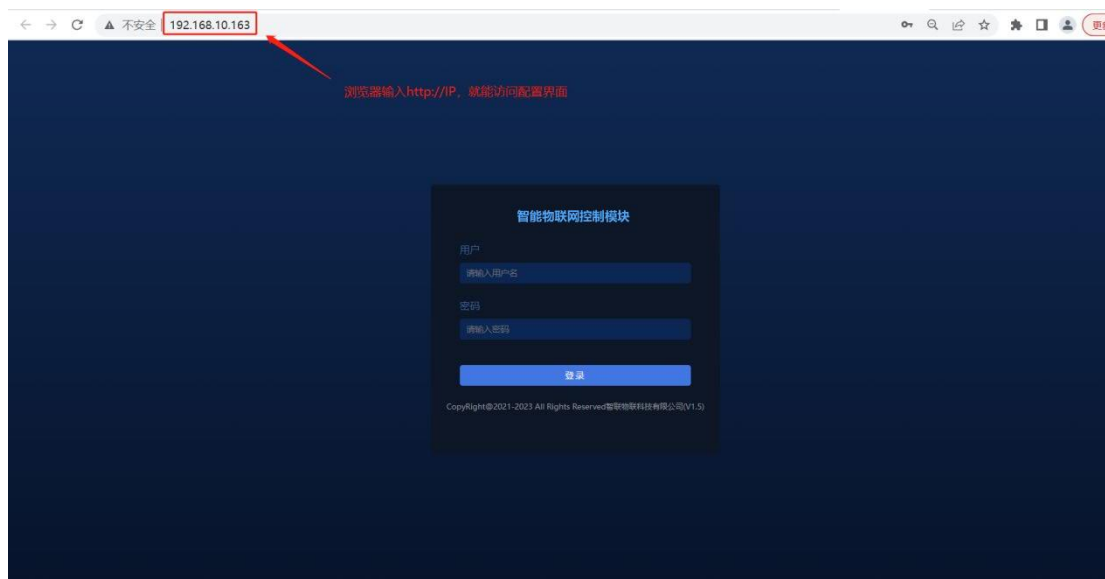 不安全 192.168.10.163
浏览器输入http://IP，就能访问配置界面
智能物联网控制模块
用户
请输入用户名
密码
请输入密码
登录
CopyRight@2021-2023 All Rights Reserved智联物联科技有限公司(V1.5)